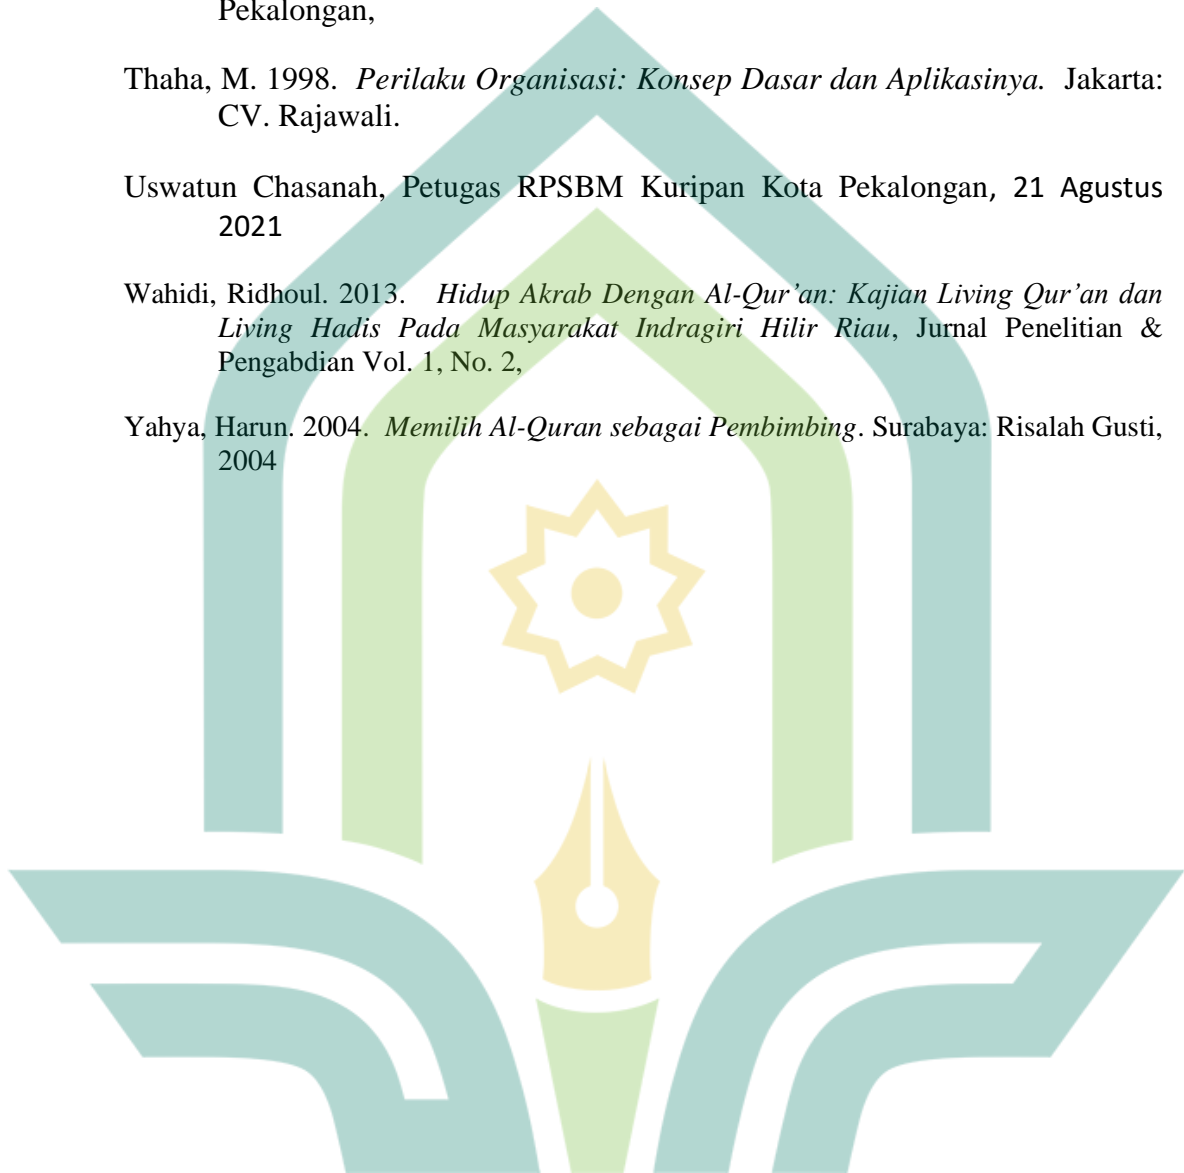 Pekalongan,
Thaha, M. 1998. Perilaku Organisasi: Konsep Dasar dan Aplikasinya. Jakarta:
CV. Rajawali.
Uswatun Chasanah, Petugas RPSBM Kuripan Kota Pekalongan, 21 Agustus
2021
Wahidi, Ridhoul. 2013. Hidup Akrab Dengan Al-Qur’an: Kajian Living Qur’an dan
Living Hadis Pada Masyarakat Indragiri Hilir Riau, Jurnal Penelitian &
Pengabdian Vol. 1, No. 2,
Yahya, Harun. 2004. Memilih Al-Quran sebagai Pembimbing. Surabaya: Risalah Gusti,
2004